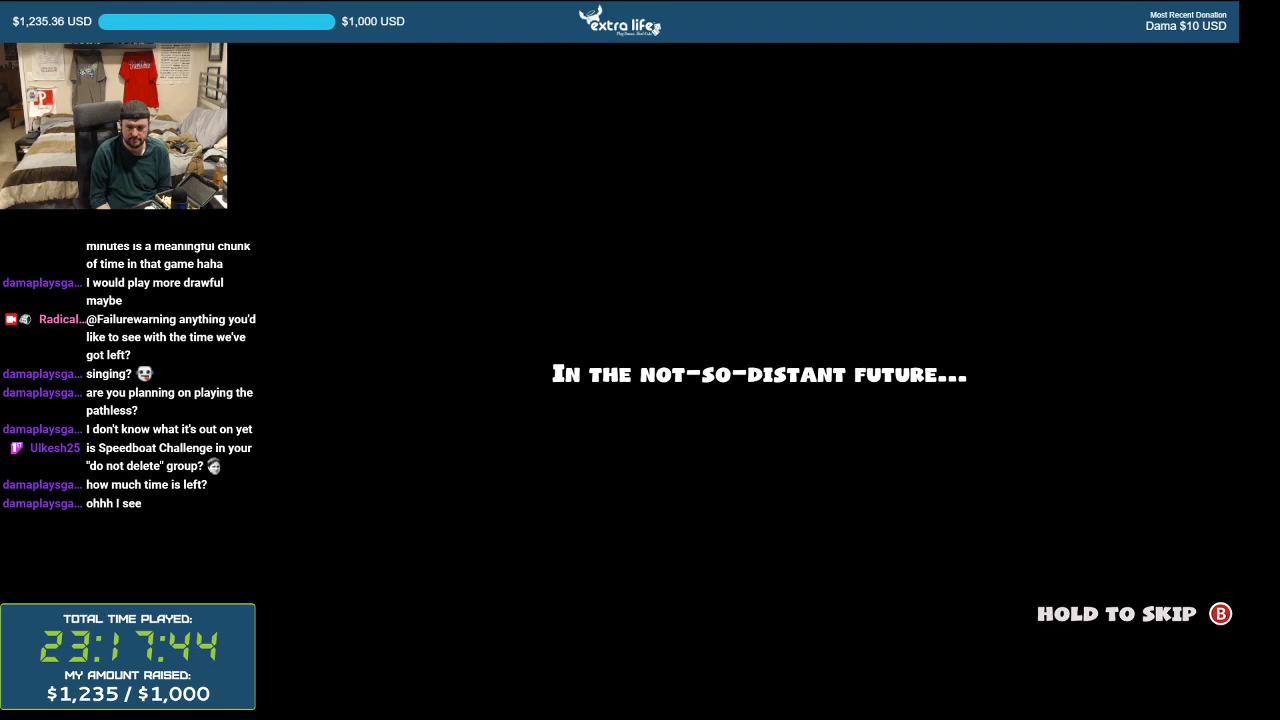 $1,235.36 USD
$1,000 USD
extra life
Most Recent Donation
Dama $10 USD
minutes is a meaningful chunk
of time in that game haha
damaplaysga... I would play more drawful
maybe
Radical... @Failurewarning anything you'd
like to see with the time we've
got left?
damaplaysga... singing?
damaplaysga... are you planning on playing the
pathless?
damaplaysga... I don't know what it's out on yet
Ulkesh25 is Speedboat Challenge in your
"do not delete" group?
damaplaysga... how much time is left?
damaplaysga... ohhh I see
In the not-so-distant future...
HOLD TO SKIP B
TOTAL TIME PLAYED:
23:17:44
MY AMOUNT RAISED:
$1,235 / $1,000